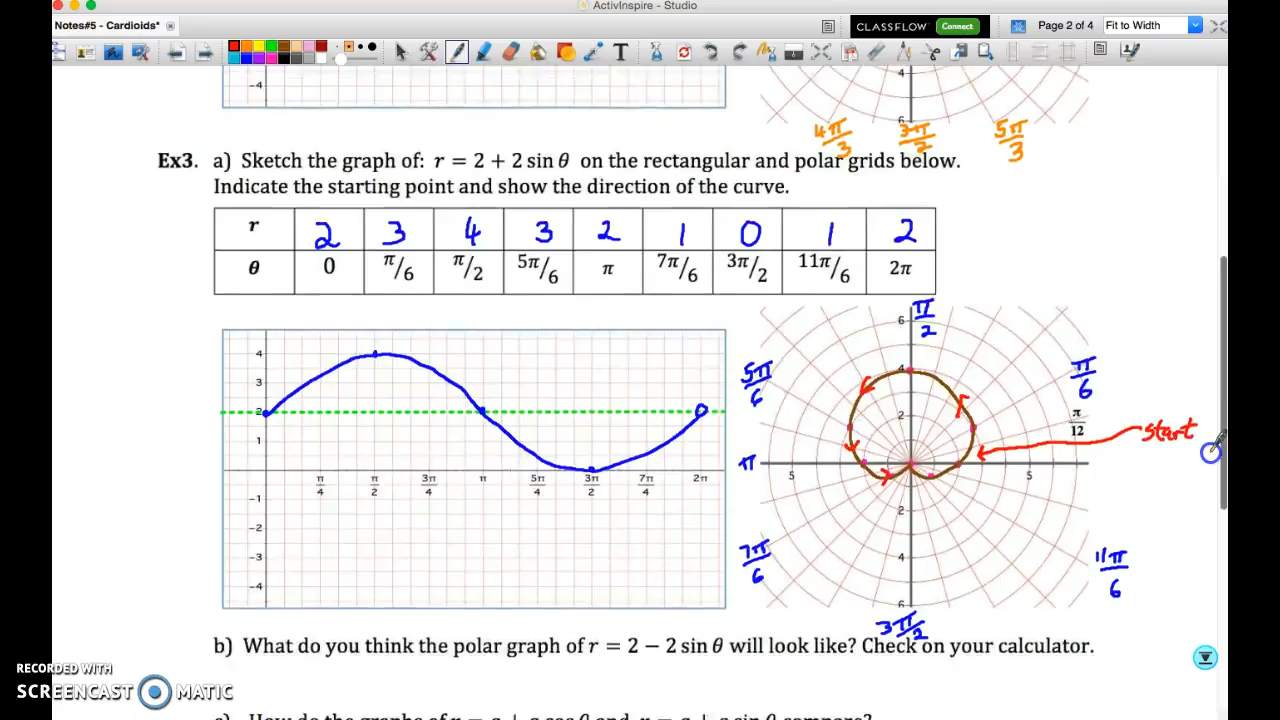 ActivInspire - Studio
Notes#5 - Cardioids*
CLASSFLOW Connect
Page 2 of 4
Fit to Width
T
-4
4
6
4π/3
3π/2
5π/3
Ex3. a) Sketch the graph of: r = 2 + 2 sin θ on the rectangular and polar grids below.
Indicate the starting point and show the direction of the curve.
r 2 3 4 3 2 1 0 1 2
θ 0 π/6 π/2 5π/6 π 7π/6 3π/2 11π/6 2π
4
3
2
1
-1
-2
-3
-4
π/4 π/2 3π/4 π 5π/4 3π/2 7π/4 2π
π/2
6
5π/6
π/6
4
2
π/12
start
π
5 5
2
4
7π/6
11π/6
6
3π/2
b) What do you think the polar graph of r = 2 − 2 sin θ will look like? Check on your calculator.
RECORDED WITH
SCREENCAST MATIC